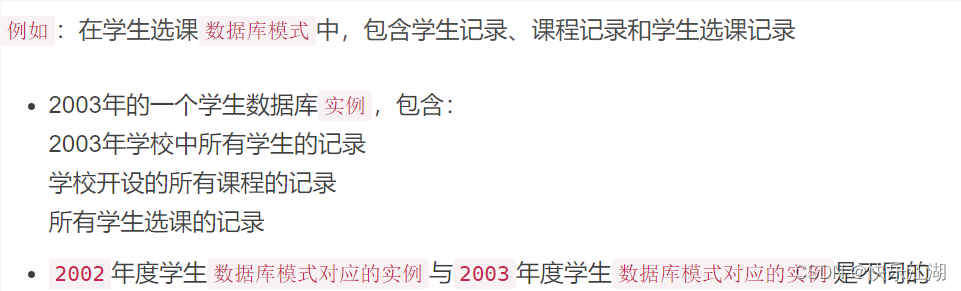 例如：在学生选课数据库模式中，包含学生记录、课程记录和学生选课记录
2003年的一个学生数据库实例，包含：
2003年学校中所有学生的记录
学校开设的所有课程的记录
所有学生选课的记录
2002年度学生数据库模式对应的实例与2003年度学生数据库模式对应的实例是不同的